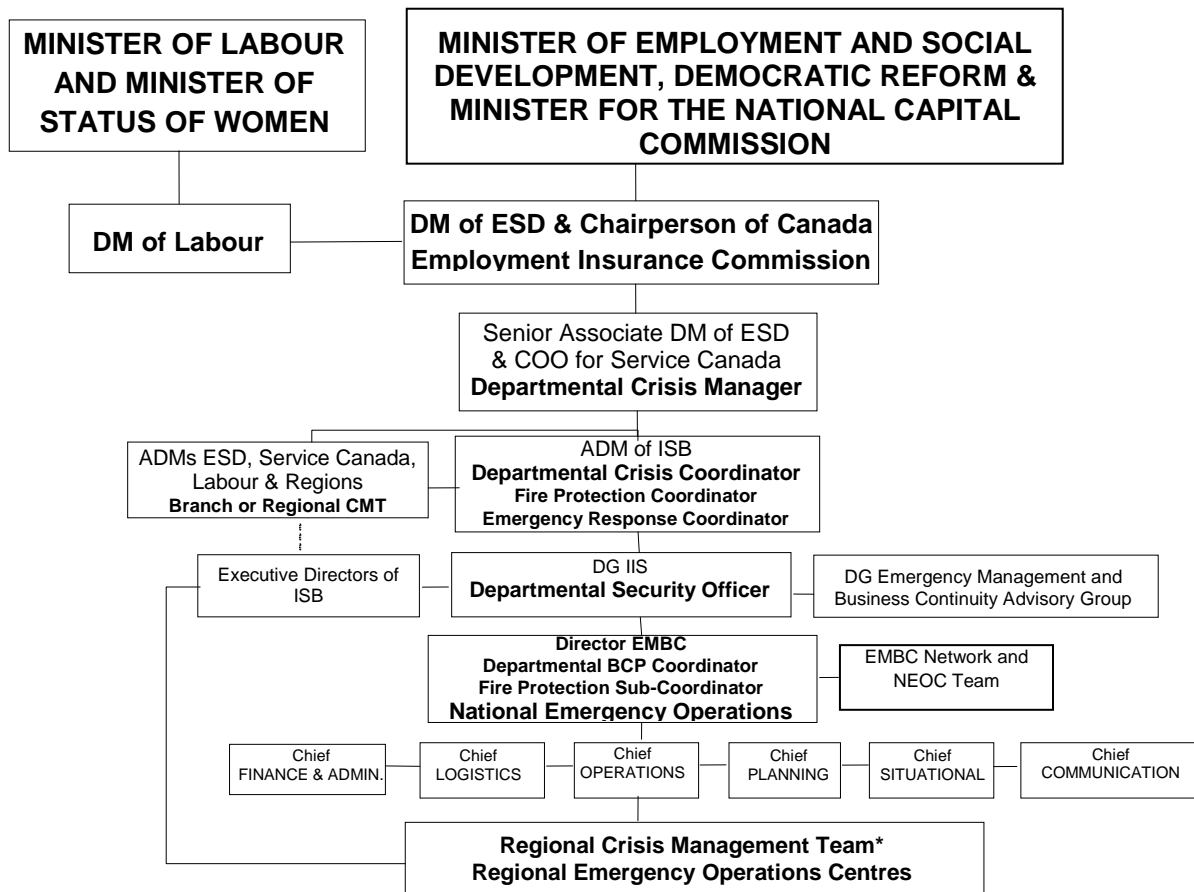 MINISTER OF LABOUR
AND MINISTER OF
STATUS OF WOMEN
MINISTER OF EMPLOYMENT AND SOCIAL
DEVELOPMENT, DEMOCRATIC REFORM &
MINISTER FOR THE NATIONAL CAPITAL
COMMISSION
DM of Labour
DM of ESD & Chairperson of Canada
Employment Insurance Commission
Senior Associate DM of ESD
& COO for Service Canada
Departmental Crisis Manager
ADMs ESD, Service Canada,
Labour & Regions
Branch or Regional CMT
ADM of ISB
Departmental Crisis Coordinator
Fire Protection Coordinator
Emergency Response Coordinator
Executive Directors of
ISB
DG IIS
Departmental Security Officer
DG Emergency Management and
Business Continuity Advisory Group
Director EMBC
Departmental BCP Coordinator
Fire Protection Sub-Coordinator
National Emergency Operations
EMBC Network and
NEOC Team
Chief
FINANCE & ADMIN.
Chief
LOGISTICS
Chief
OPERATIONS
Chief
PLANNING
Chief
SITUATIONAL
Chief
COMMUNICATION
Regional Crisis Management Team*
Regional Emergency Operations Centres